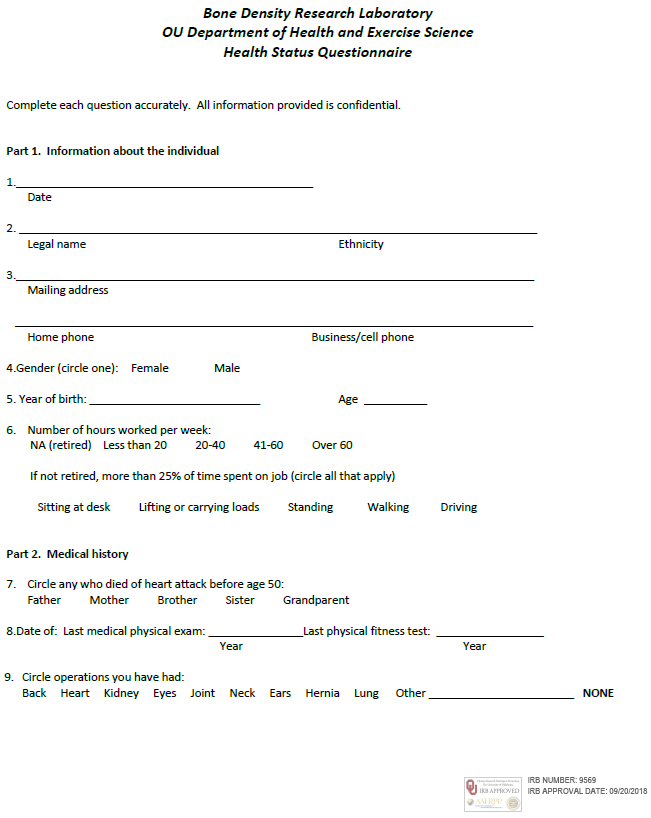 Bone Density Research Laboratory
OU Department of Health and Exercise Science
Health Status Questionnaire
Complete each question accurately.  All information provided is confidential.
Part 1.  Information about the individual
1.
Date
2.
Legal name Ethnicity
3.
Mailing address
Home phone Business/cell phone
4.Gender (circle one): Female Male
5. Year of birth: Age
6. Number of hours worked per week:
NA (retired) Less than 20 20-40 41-60 Over 60
If not retired, more than 25% of time spent on job (circle all that apply)
Sitting at desk Lifting or carrying loads Standing Walking Driving
Part 2.  Medical history
7. Circle any who died of heart attack before age 50:
Father Mother Brother Sister Grandparent
8.Date of:  Last medical physical exam: Last physical fitness test:
Year Year
9. Circle operations you have had:
Back Heart Kidney Eyes Joint Neck Ears Hernia Lung Other NONE
IRB APPROVED
IRB NUMBER: 9569
IRB APPROVAL DATE: 09/20/2018